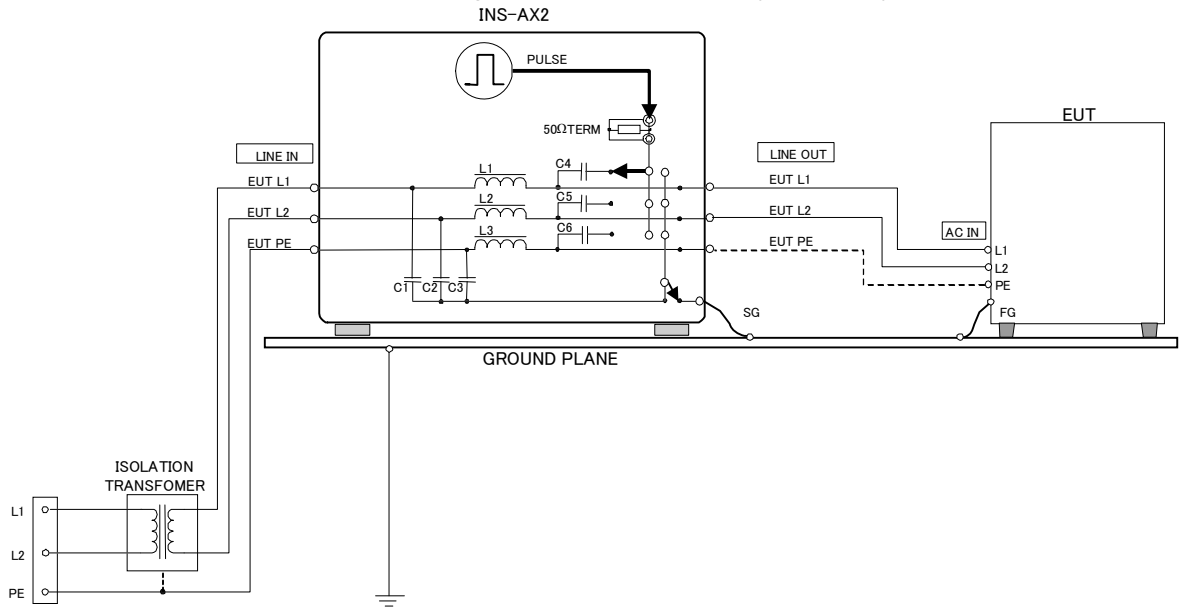 INS-AX2
PULSE
50ΩTERM
EUT
LINE IN
LINE OUT
L1
C4
EUT L1
EUT L1
L2
C5
EUT L2
EUT L2
L3
C6
EUT PE
EUT PE
AC IN
L1
L2
PE
C1
C2
C3
SG
FG
GROUND PLANE
ISOLATION
TRANSFOMER
L1
L2
PE